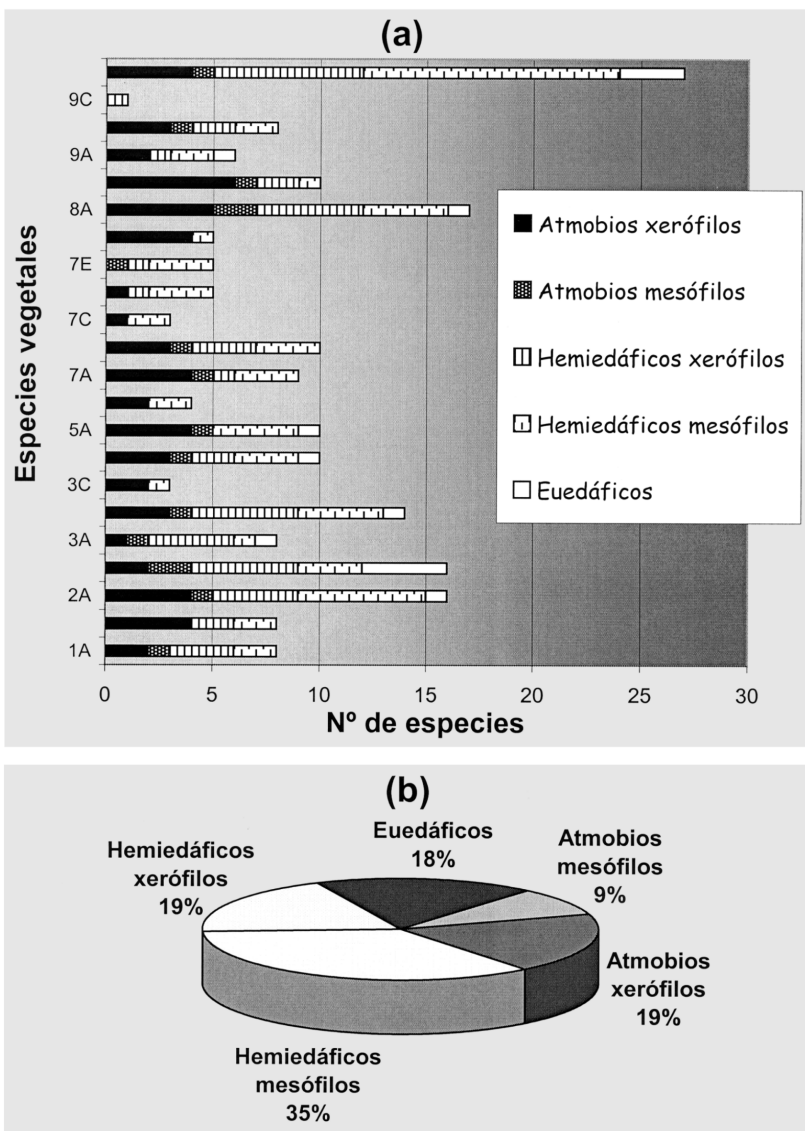 (a)
Especies vegetales
9C
9A
8A
7E
7C
7A
5A
3C
3A
2A
1A
0 5 10 15 20 25 30
Nº de especies
Atmobios xerófilos
Atmobios mesófilos
Hemiedáficos xerófilos
Hemiedáficos mesófilos
Euedáficos
(b)
Euedáficos
18%
Atmobios
mesófilos
9%
Hemiedáficos
xerófilos
19%
Atmobios
xerófilos
19%
Hemiedáficos
mesófilos
35%